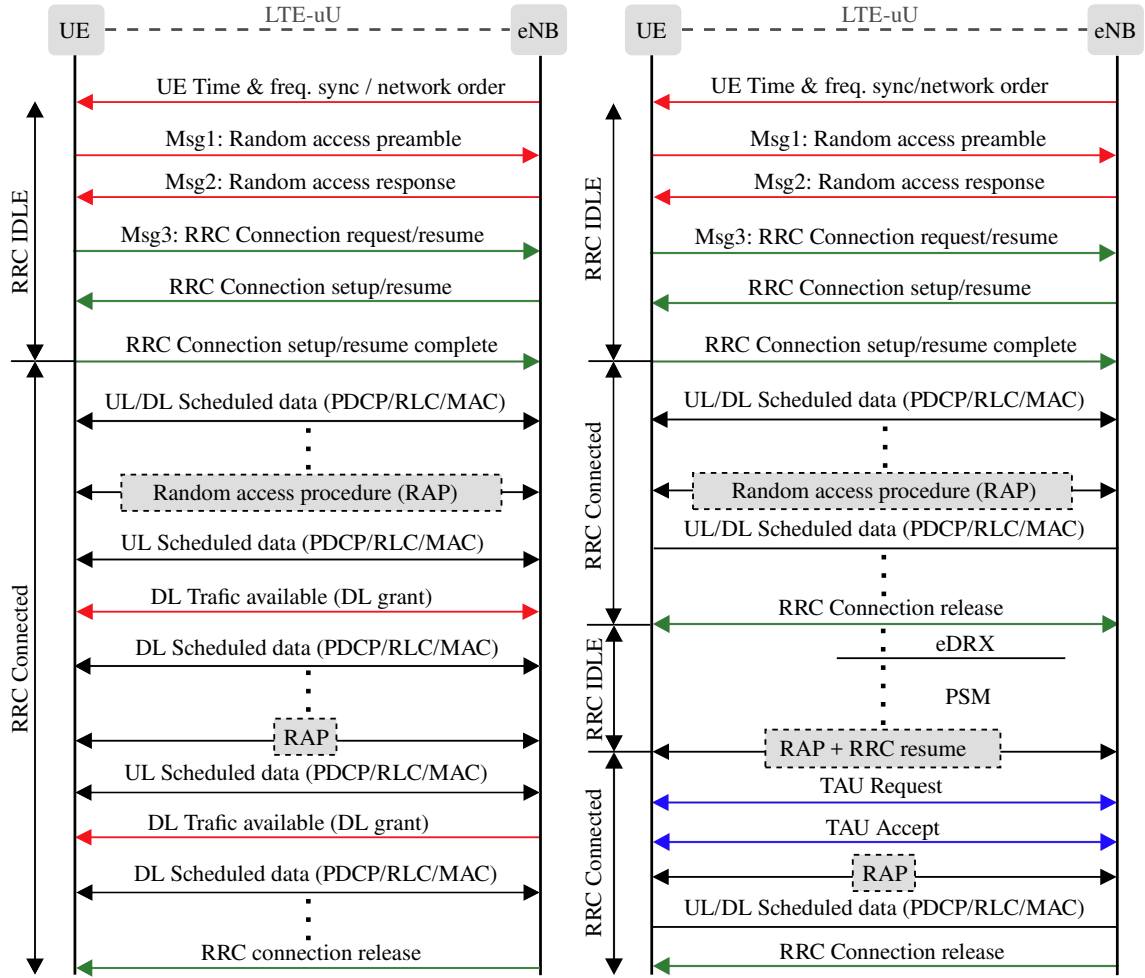 LTE-uU
UE
eNB
UE Time & freq. sync / network order
Msg1: Random access preamble
Msg2: Random access response
Msg3: RRC Connection request/resume
RRC Connection setup/resume
RRC Connection setup/resume complete
RRC IDLE
UL/DL Scheduled data (PDCP/RLC/MAC)
Random access procedure (RAP)
UL Scheduled data (PDCP/RLC/MAC)
DL Trafic available (DL grant)
DL Scheduled data (PDCP/RLC/MAC)
RAP
UL Scheduled data (PDCP/RLC/MAC)
DL Trafic available (DL grant)
DL Scheduled data (PDCP/RLC/MAC)
RRC connection release
RRC Connected
LTE-uU
UE
eNB
UE Time & freq. sync/network order
Msg1: Random access preamble
Msg2: Random access response
Msg3: RRC Connection request/resume
RRC Connection setup/resume
RRC Connection setup/resume complete
RRC IDLE
UL/DL Scheduled data (PDCP/RLC/MAC)
Random access procedure (RAP)
UL/DL Scheduled data (PDCP/RLC/MAC)
RRC Connection release
RRC Connected
eDRX
PSM
RRC IDLE
RAP + RRC resume
TAU Request
TAU Accept
RAP
UL/DL Scheduled data (PDCP/RLC/MAC)
RRC Connection release
RRC Connected